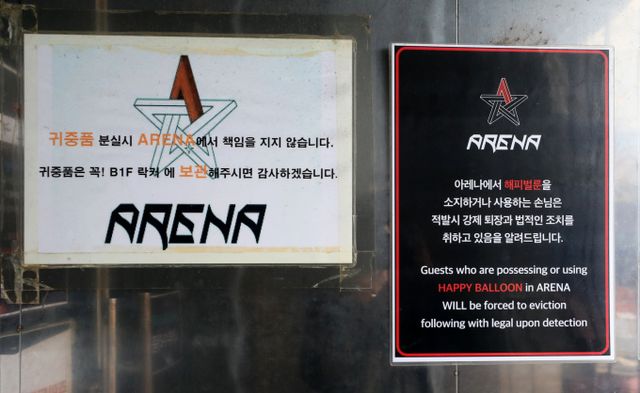 귀중품 분실시 ARENA에서 책임을 지지 않습니다.
귀중품은 꼭! B1F 락커 에 보관해주시면 감사하겠습니다.
ARENA
ARENA
아레나에서 해피벌룬을
소지하거나 사용하는 손님은
적발시 강제 퇴장과 법적인 조치를
취하고 있음을 알려드립니다.
Guests who are possessing or using
HAPPY BALLOON in ARENA
WILL be forced to eviction
following with legal upon detection